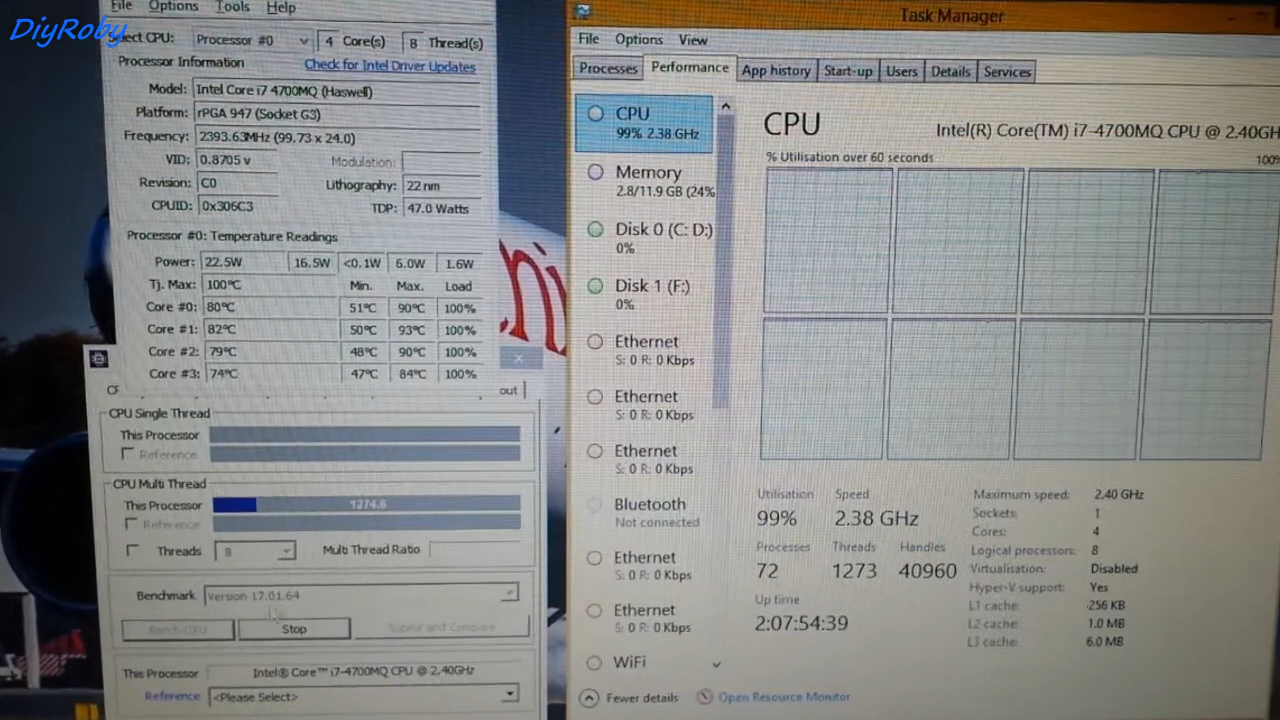 DiyRoby
File Options Tools Help
Select CPU: Processor #0 4 Core(s) 8 Thread(s)
Processor Information Check for Intel Driver Updates
Model: Intel Core i7 4700MQ (Haswell)
Platform: rPGA 947 (Socket G3)
Frequency: 2393.63MHz (99.73 x 24.0)
VID: 0.8705 v Modulation:
Revision: C0 Lithography: 22 nm
CPUID: 0x306C3 TDP: 47.0 Watts
Processor #0: Temperature Readings
Power: 22.5W 16.5W <0.1W 6.0W 1.6W
Tj. Max: 100°C Min. Max. Load
Core #0: 80°C 51°C 90°C 100%
Core #1: 82°C 50°C 93°C 100%
Core #2: 79°C 48°C 90°C 100%
Core #3: 74°C 47°C 84°C 100%
out
CPU Single Thread
This Processor
Reference
CPU Multi Thread
This Processor 1274.6
Reference
Threads 8 Multi Thread Ratio
Benchmark Version 17.01.64
Bench CPU Stop Submit and Compare
This Processor Intel® Core™ i7-4700MQ CPU @ 2.40GHz
Reference <Please Select>
Task Manager
File Options View
Processes Performance App history Start-up Users Details Services
CPU
99% 2.38 GHz
Memory
2.8/11.9 GB (24%
Disk 0 (C: D:)
0%
Disk 1 (F:)
0%
Ethernet
S: 0 R: 0 Kbps
Ethernet
S: 0 R: 0 Kbps
Ethernet
S: 0 R: 0 Kbps
Bluetooth
Not connected
Ethernet
S: 0 R: 0 Kbps
Ethernet
S: 0 R: 0 Kbps
WiFi
CPU Intel(R) Core(TM) i7-4700MQ CPU @ 2.40GH
% Utilisation over 60 seconds 100%
Utilisation Speed
99% 2.38 GHz
Processes Threads Handles
72 1273 40960
Up time
2:07:54:39
Maximum speed: 2.40 GHz
Sockets: 1
Cores: 4
Logical processors: 8
Virtualisation: Disabled
Hyper-V support: Yes
L1 cache: 256 KB
L2 cache: 1.0 MB
L3 cache: 6.0 MB
Fewer details Open Resource Monitor